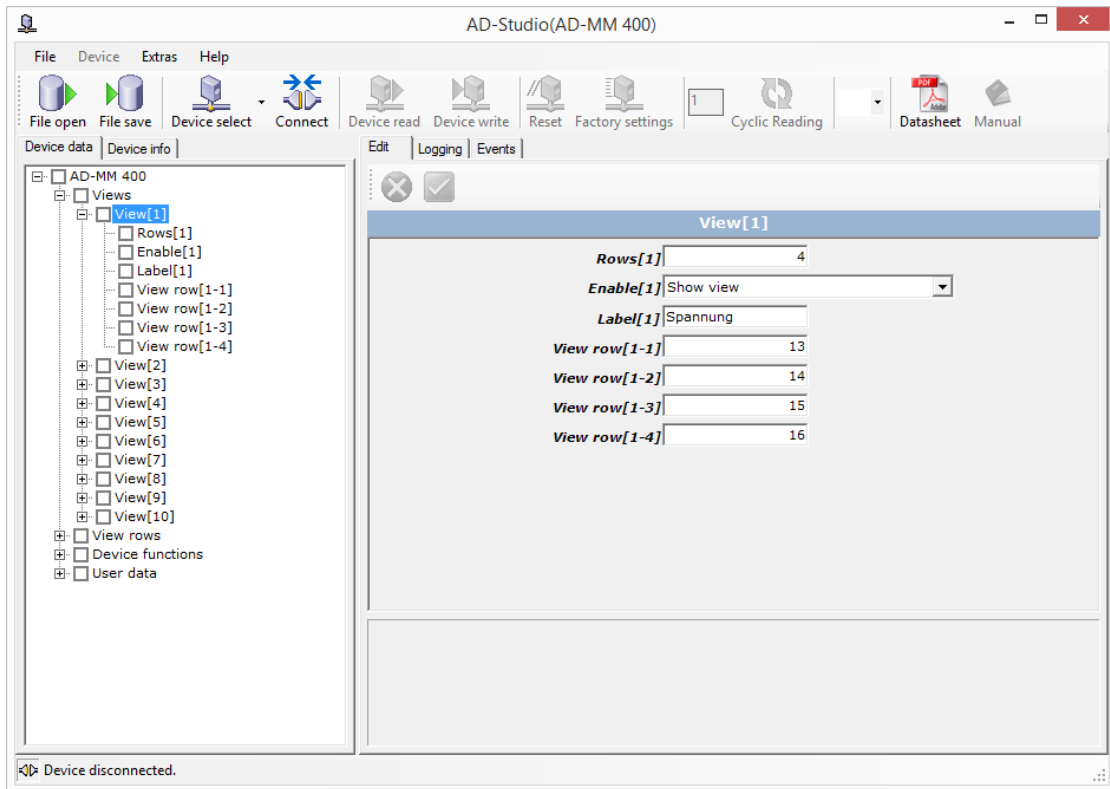 AD-Studio(AD-MM 400)
File Device Extras Help
File open File save Device select Connect Device read Device write Reset Factory settings 1 Cyclic Reading PDF Adobe Datasheet Manual
Device data Device info
Edit Logging Events
AD-MM 400
Views
View[1]
Rows[1]
Enable[1]
Label[1]
View row[1-1]
View row[1-2]
View row[1-3]
View row[1-4]
View[2]
View[3]
View[4]
View[5]
View[6]
View[7]
View[8]
View[9]
View[10]
View rows
Device functions
User data
View[1]
Rows[1] 4
Enable[1] Show view
Label[1] Spannung
View row[1-1] 13
View row[1-2] 14
View row[1-3] 15
View row[1-4] 16
Device disconnected.